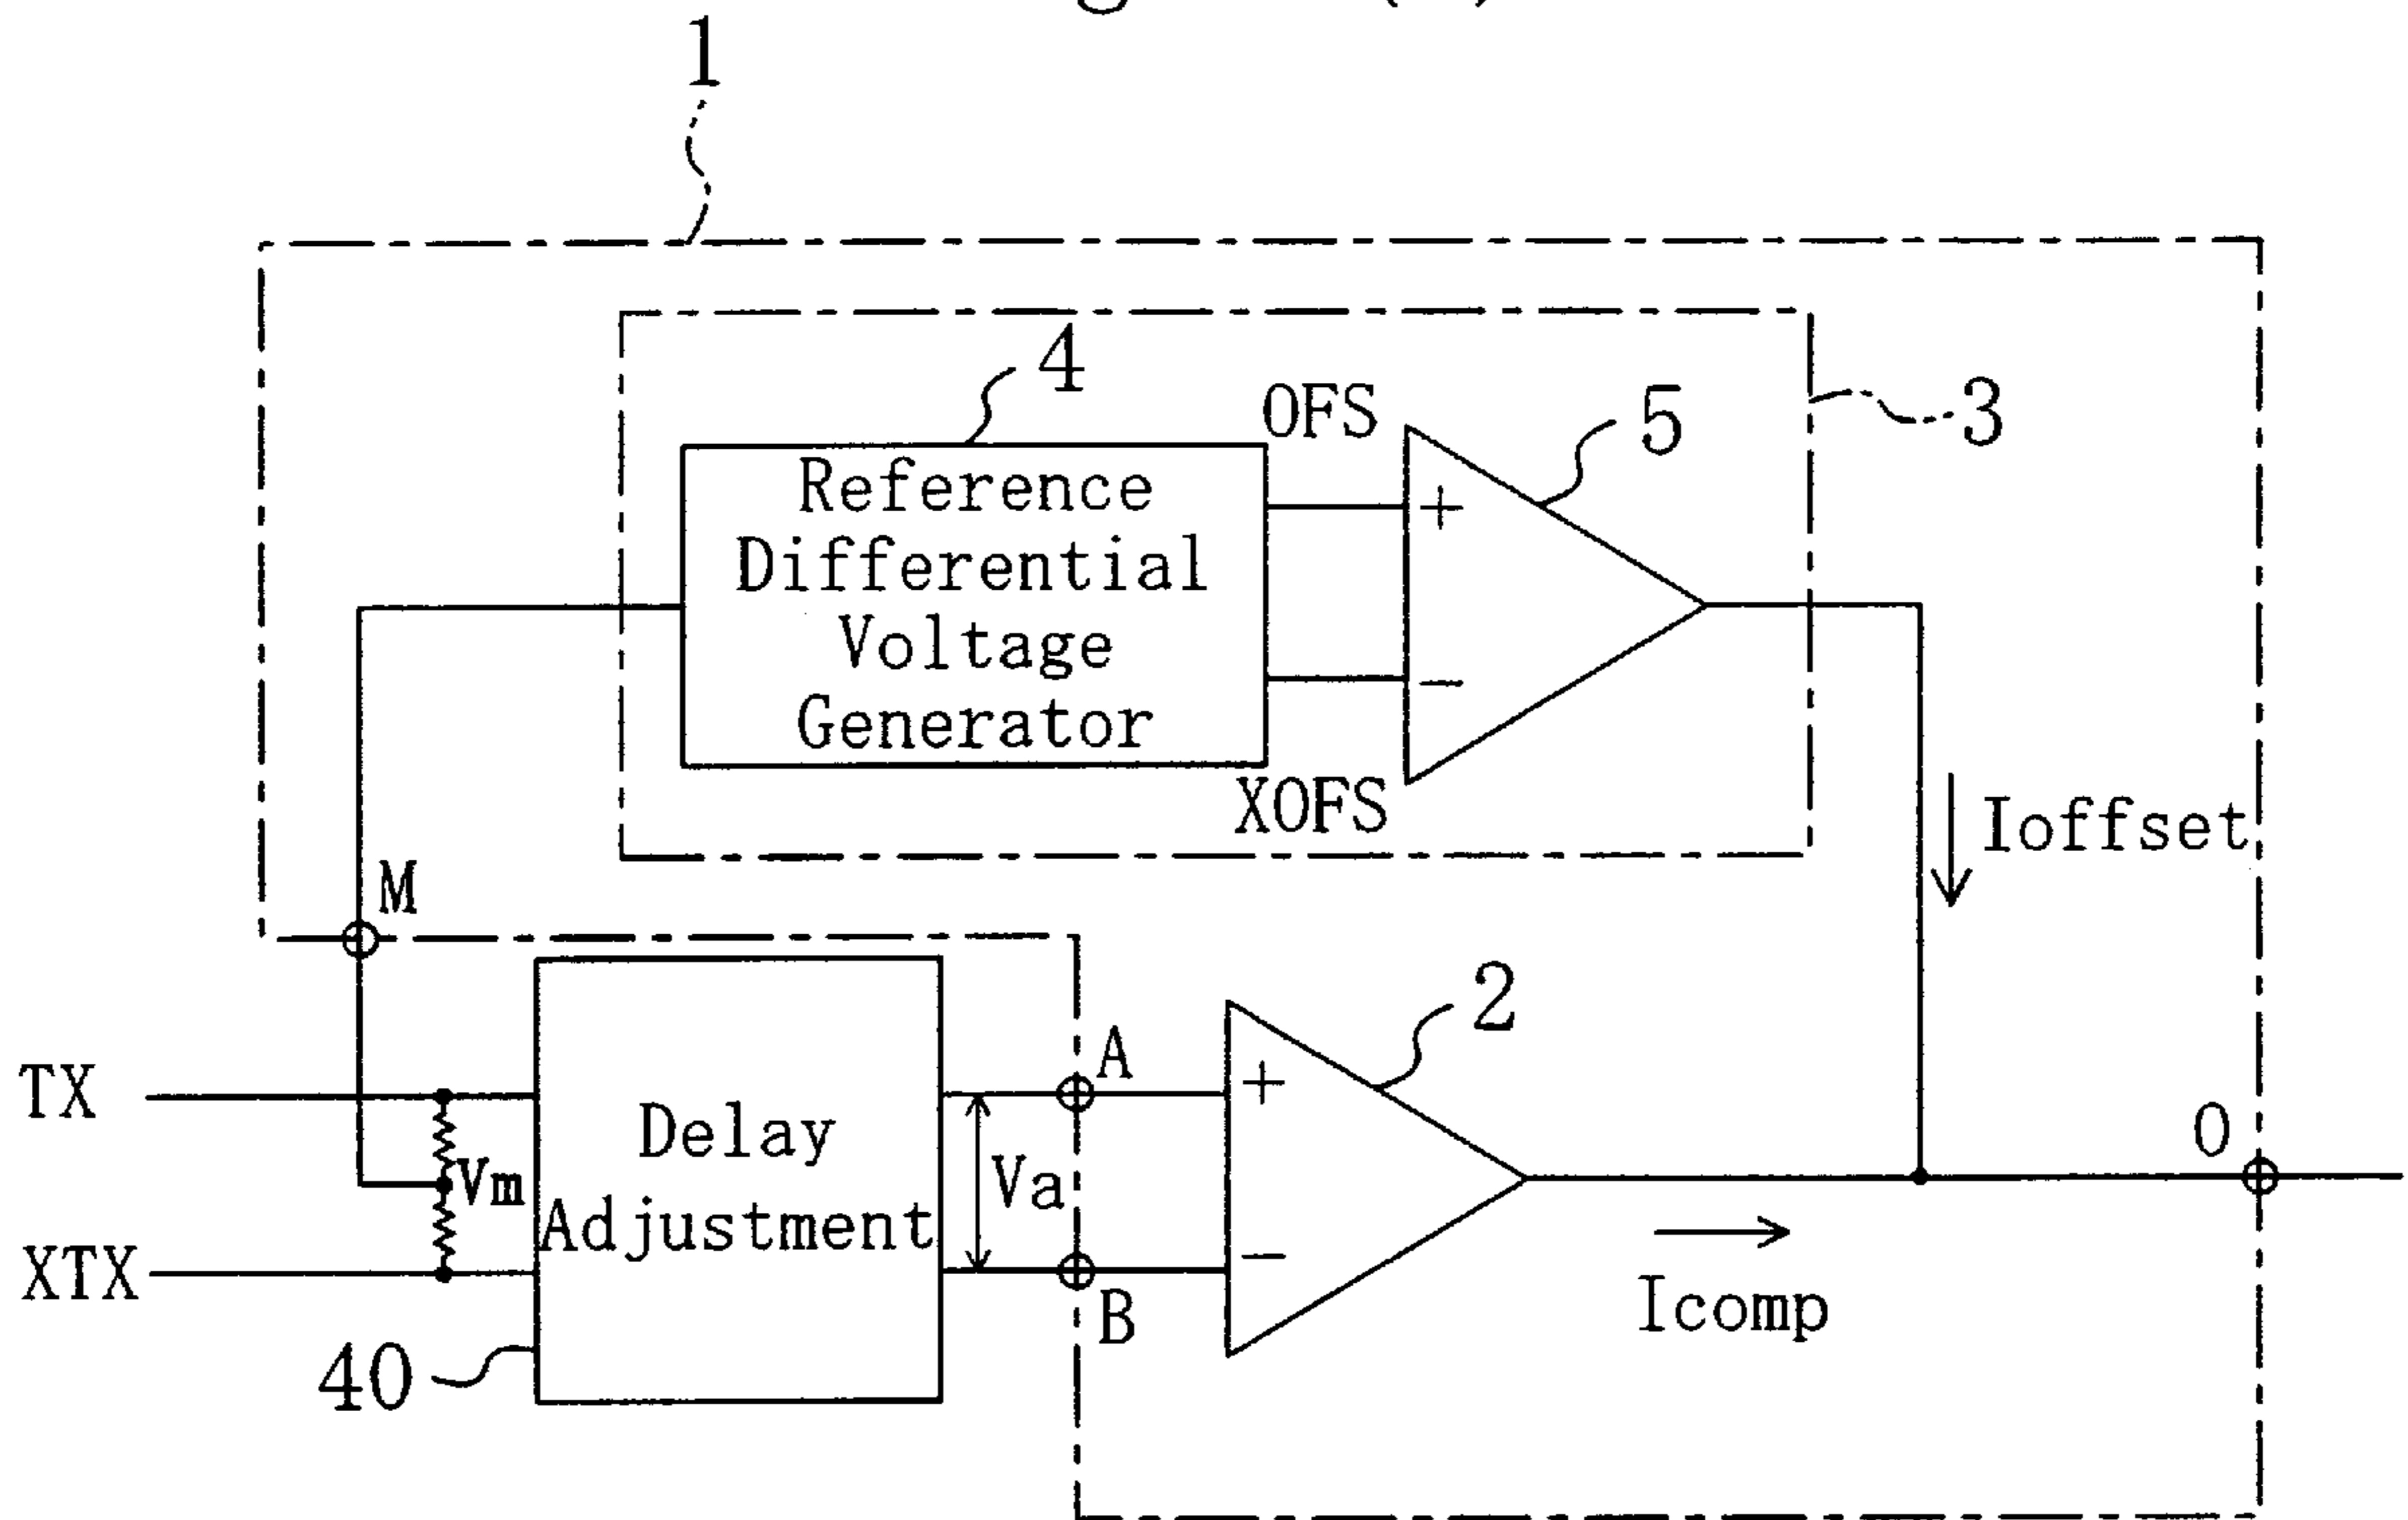 1
4
OFS
5
3
Reference
Differential
Voltage
Generator
+
−
XOFS
Ioffset
M
2
A
TX
Delay
Adjustment
Vm
Va
+
−
O
XTX
B
Icomp
40